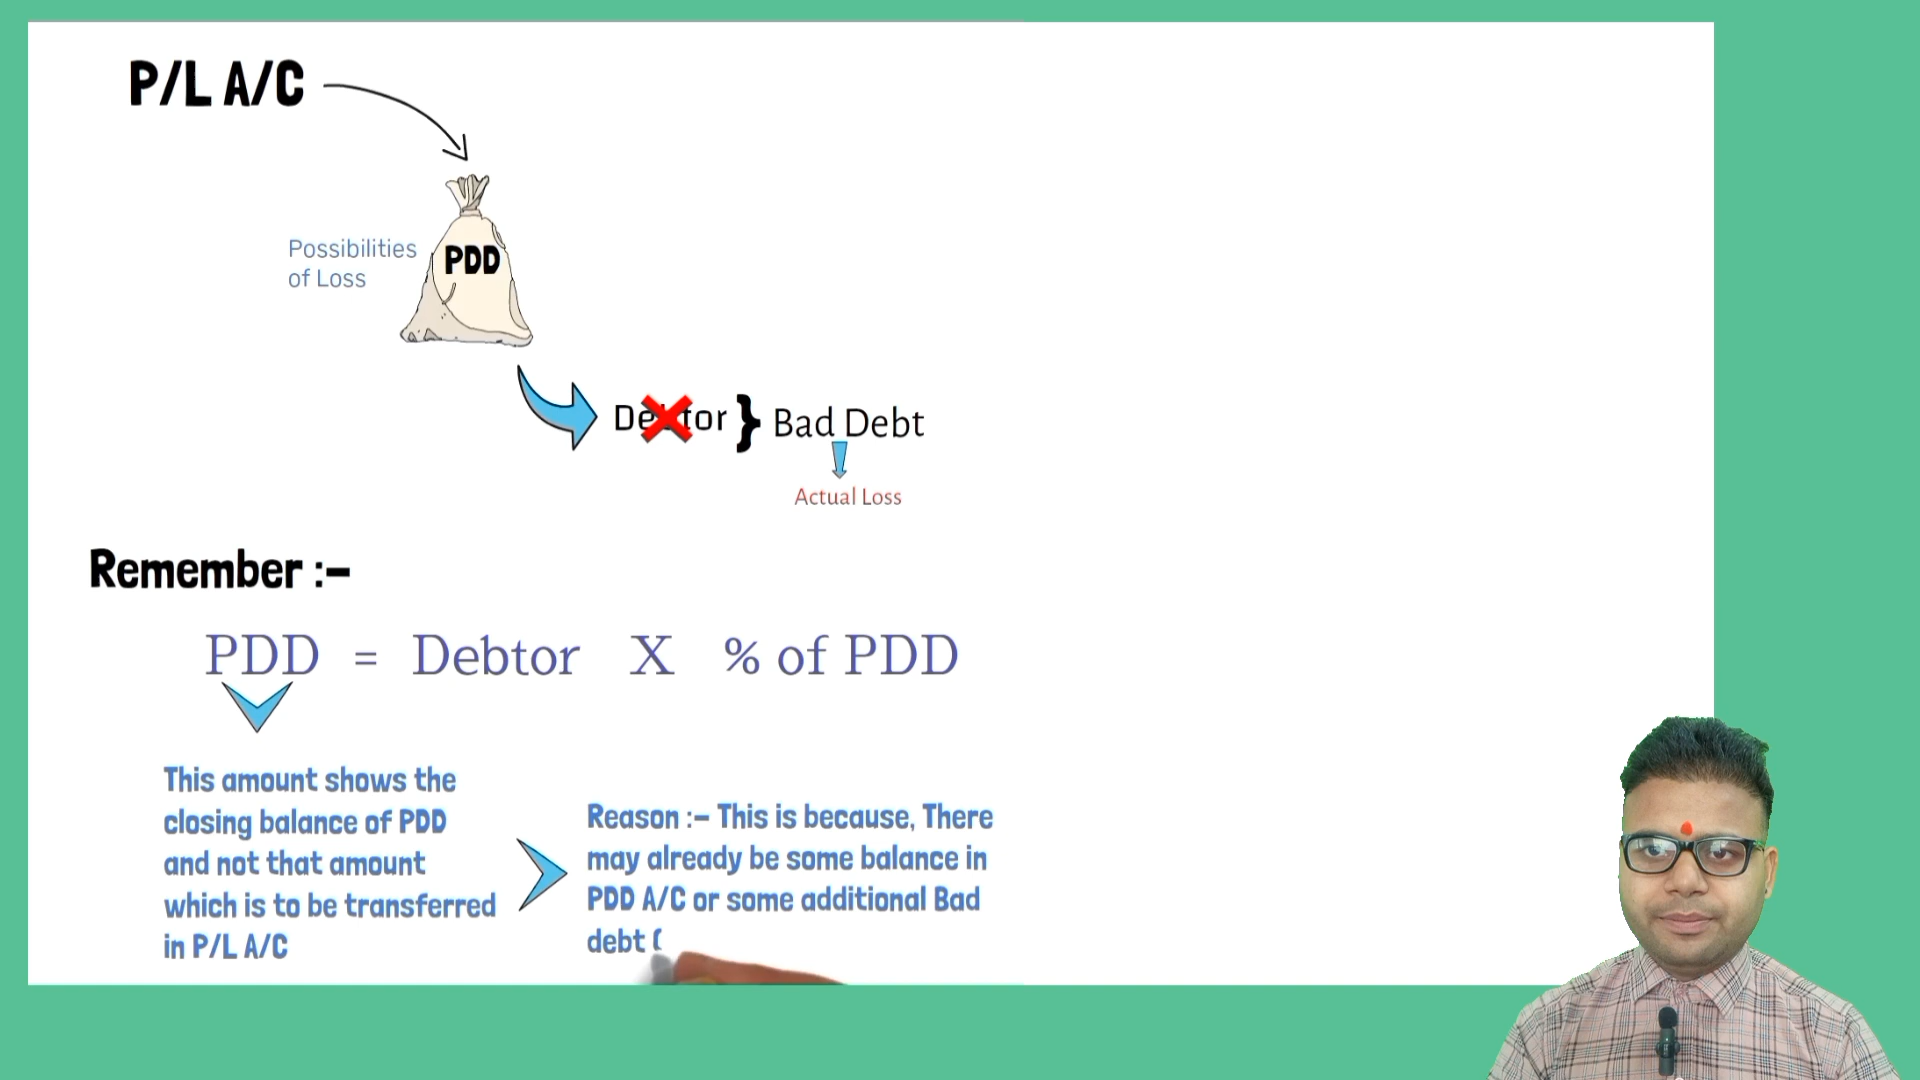 P/L A/C
Possibilities
of Loss
PDD
Debtor } Bad Debt
Actual Loss
Remember :-
PDD = Debtor X % of PDD
This amount shows the
closing balance of PDD
and not that amount
which is to be transferred
in P/L A/C
Reason :- This is because, There
may already be some balance in
PDD A/C or some additional Bad
debt (